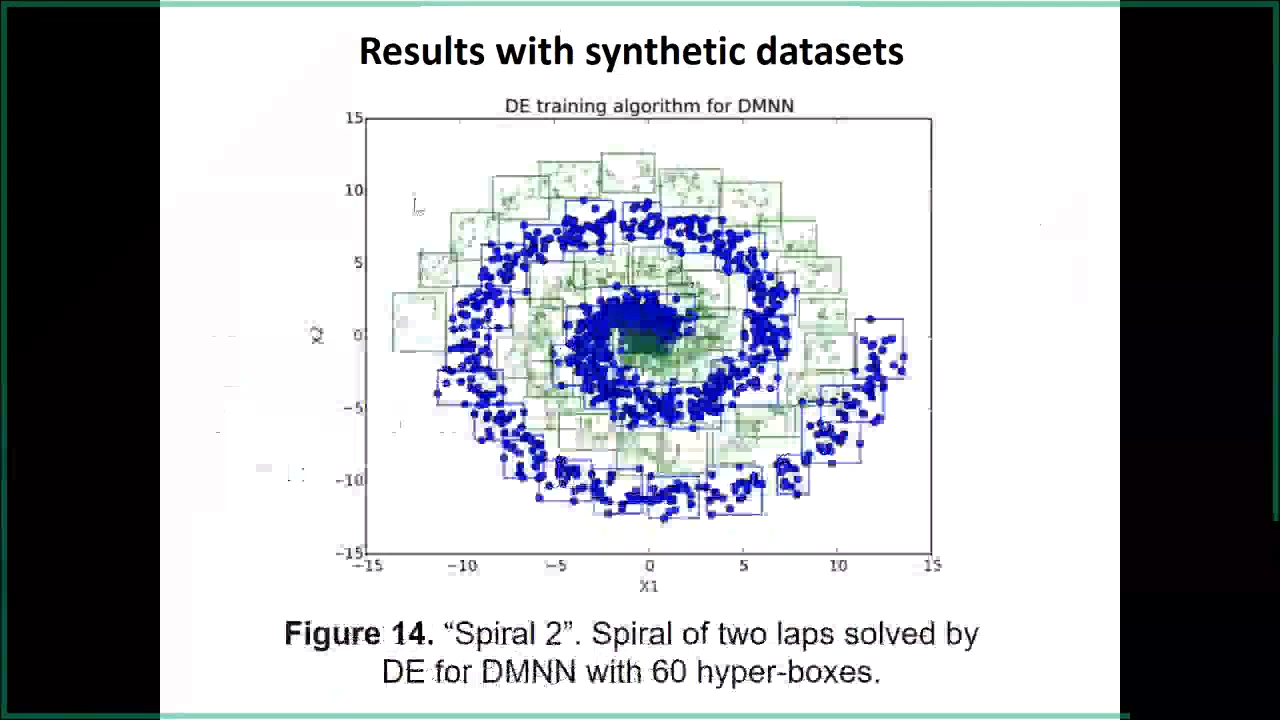 Results with synthetic datasets
DE training algorithm for DMNN
15
10
5
0
−5
−10
−15
X2
−15
−10
−5
0
5
10
15
X1
Figure 14. “Spiral 2”. Spiral of two laps solved by
DE for DMNN with 60 hyper-boxes.